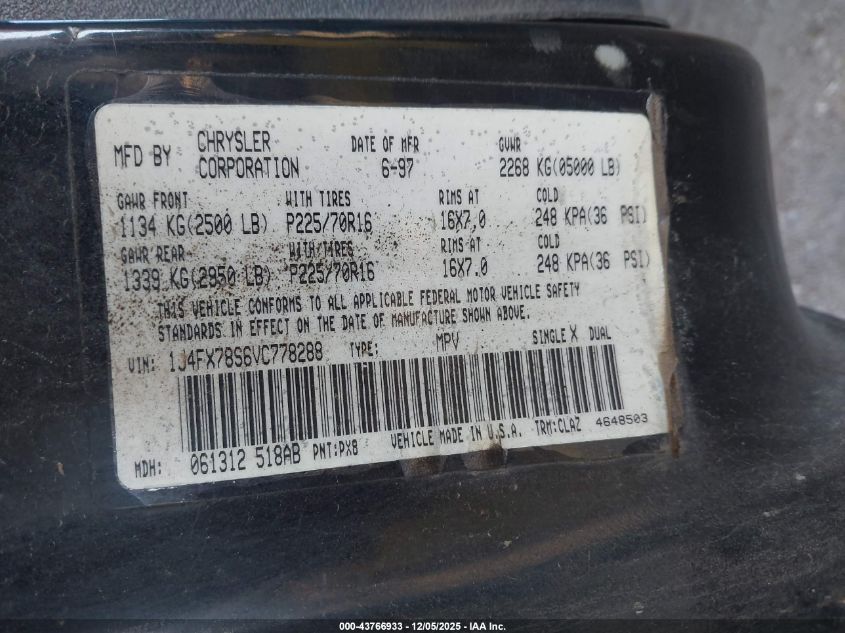 MFD BY CHRYSLER CORPORATION DATE OF MFR 6-97 GVWR 2268 KG(05000 LB)
GAWR FRONT WITH TIRES RIMS AT COLD
1134 KG(2500 LB) P225/70R16 16X7.0 248 KPA(36 PSI)
GAWR REAR WITH TIRES RIMS AT COLD
1339 KG(2950 LB) P225/70R16 16X7.0 248 KPA(36 PSI)
THIS VEHICLE CONFORMS TO ALL APPLICABLE FEDERAL MOTOR VEHICLE SAFETY
STANDARDS IN EFFECT ON THE DATE OF MANUFACTURE SHOWN ABOVE.
VIN: 1J4FX78S6VC778288 TYPE: MPV SINGLE X DUAL
MDH: 061312 518AB PNT:PX8 VEHICLE MADE IN U.S.A. TRM:CLAZ 4648503
000-43766933 - 12/05/2025 - IAA Inc.